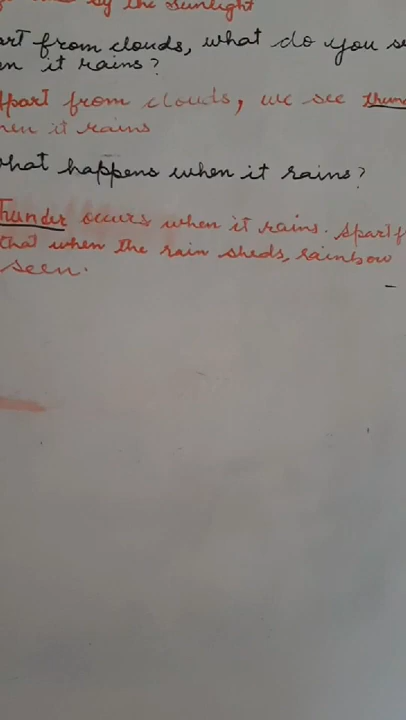 by the sunlight
art from clouds, what do you se
en it rains?
Apart from clouds, we see thun
hen it rains
hat happens when it rains?
Thunder occurs when it rains. Apart f
that when the rain sheds, rainbow
seen.